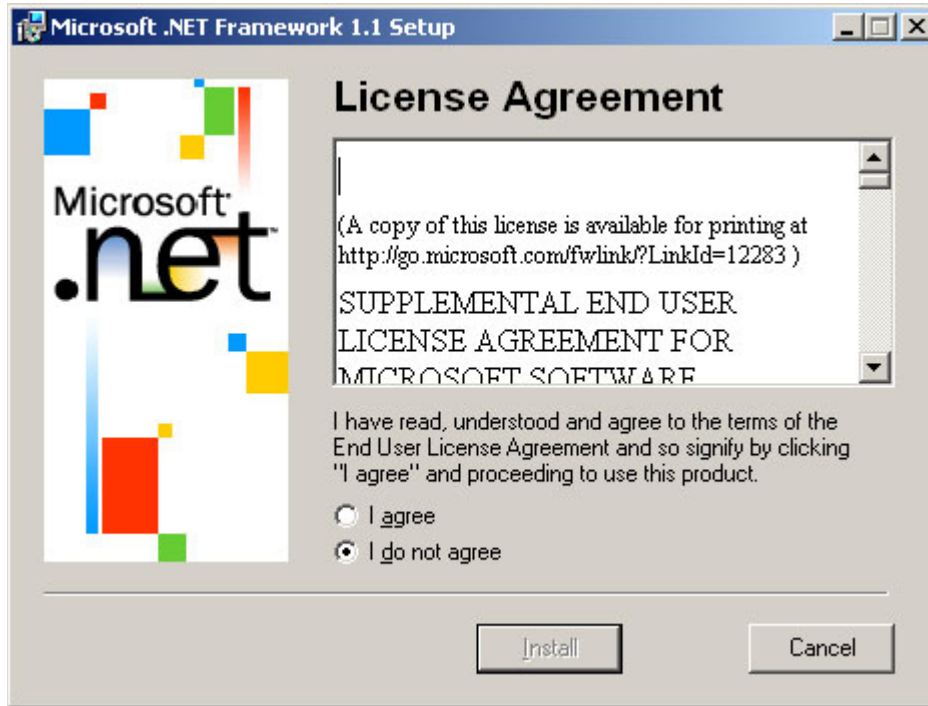 Microsoft .NET Framework 1.1 Setup
License Agreement
Microsoft
.net
(A copy of this license is available for printing at
http://go.microsoft.com/fwlink/?LinkId=12283 )
SUPPLEMENTAL END USER
LICENSE AGREEMENT FOR
MICROSOFT SOFTWARE
I have read, understood and agree to the terms of the
End User License Agreement and so signify by clicking
"I agree" and proceeding to use this product.
I agree
I do not agree
Install
Cancel